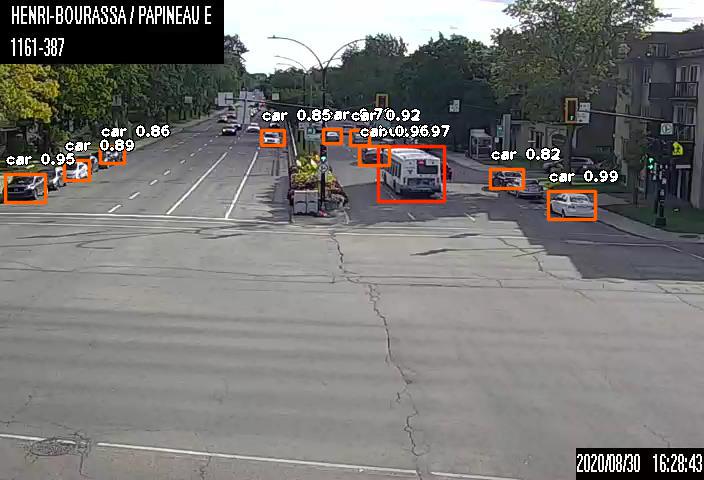 HENRI-BOURASSA / PAPINEAU E
1161-387
car 0.85
0.92
car 0.86
car 0.89
car 0.95
car 0.82
car 0.99
2020/08/30 16:28:43